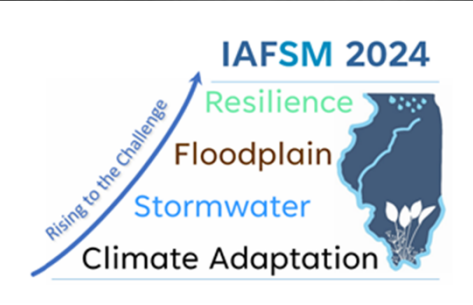 IAFSM 2024
Resilience
Floodplain
Stormwater
Climate Adaptation
Rising to the Challenge